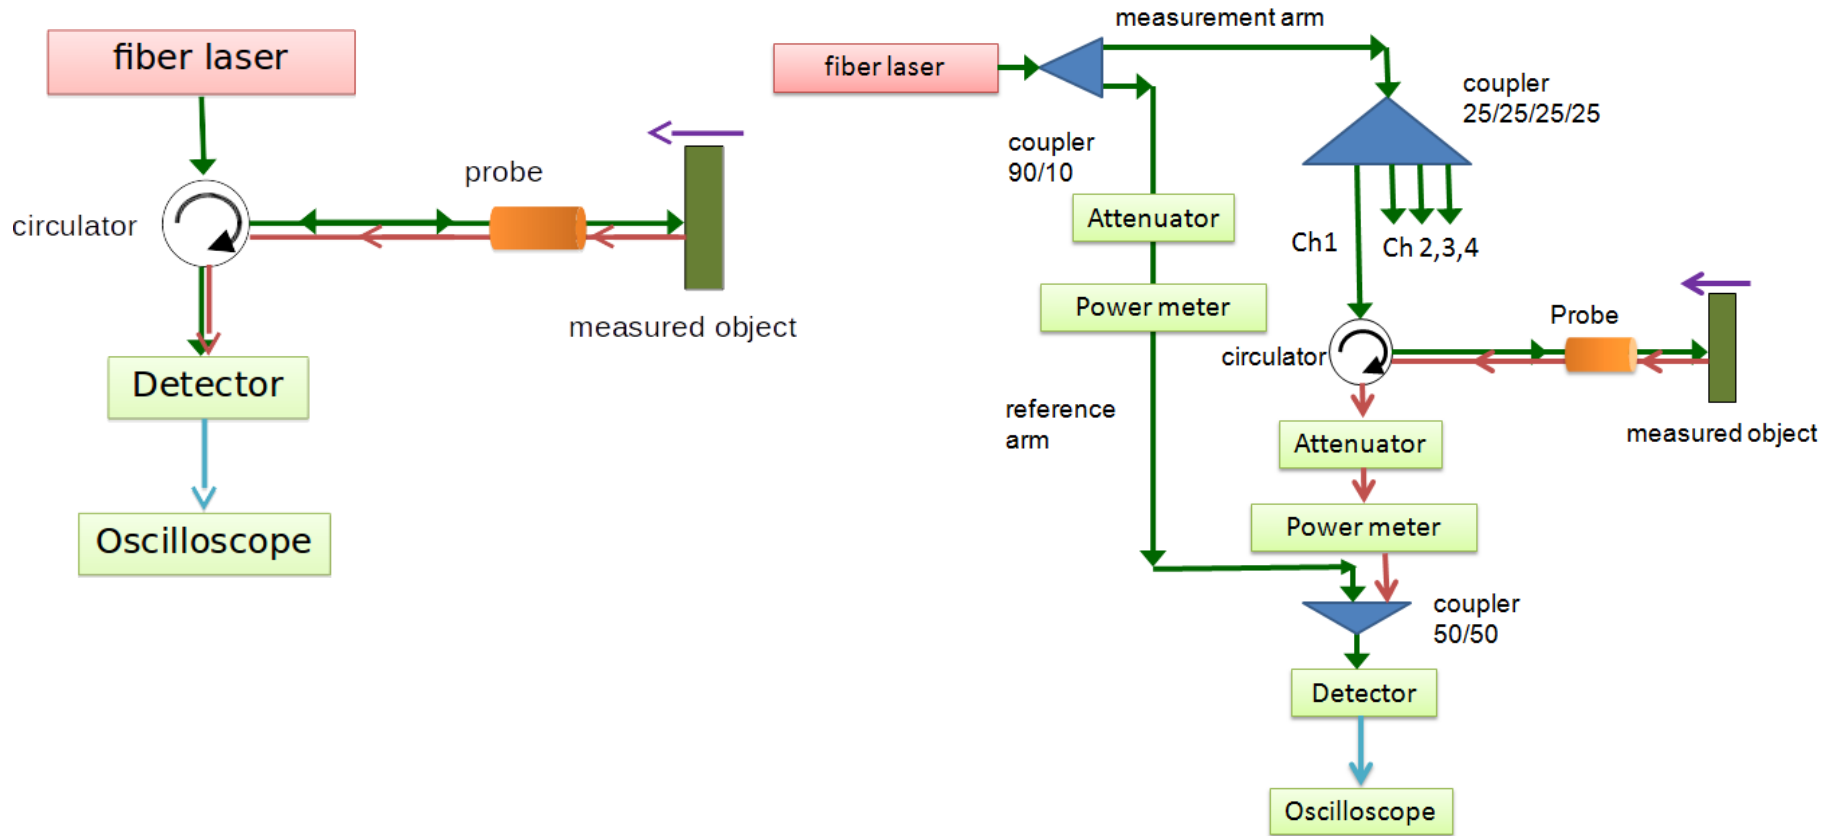 fiber laser
circulator
probe
measured object
Detector
Oscilloscope
measurement arm
fiber laser
coupler
90/10
coupler
25/25/25/25
Attenuator
Power meter
Ch1
Ch 2,3,4
circulator
Probe
measured object
reference
arm
Attenuator
Power meter
coupler
50/50
Detector
Oscilloscope